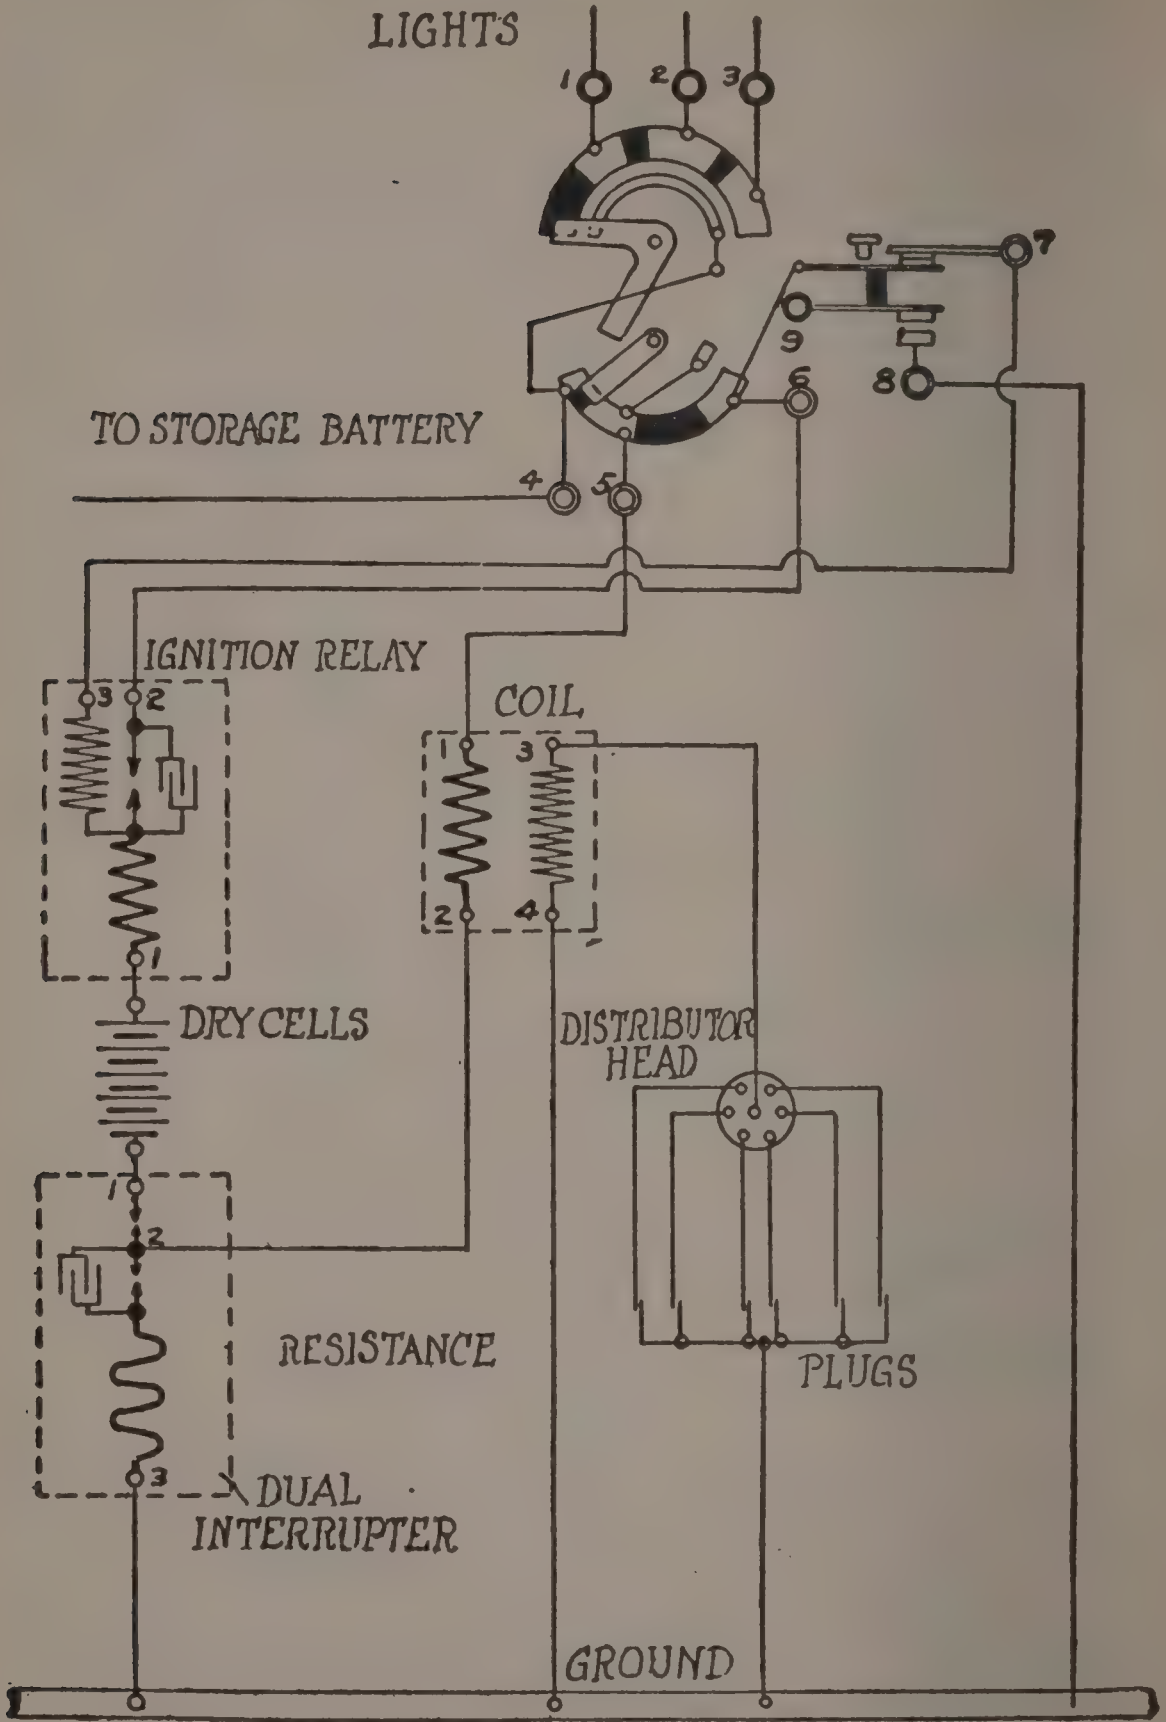 LIGHTS
1 2 3
7
9
6
8
TO STORAGE BATTERY
4 5
IGNITION RELAY
3 2
COIL
1 3
2 4
1
DRY CELLS
DISTRIBUTOR
HEAD
1
2
RESISTANCE
PLUGS
3
DUAL
INTERRUPTER
GROUND